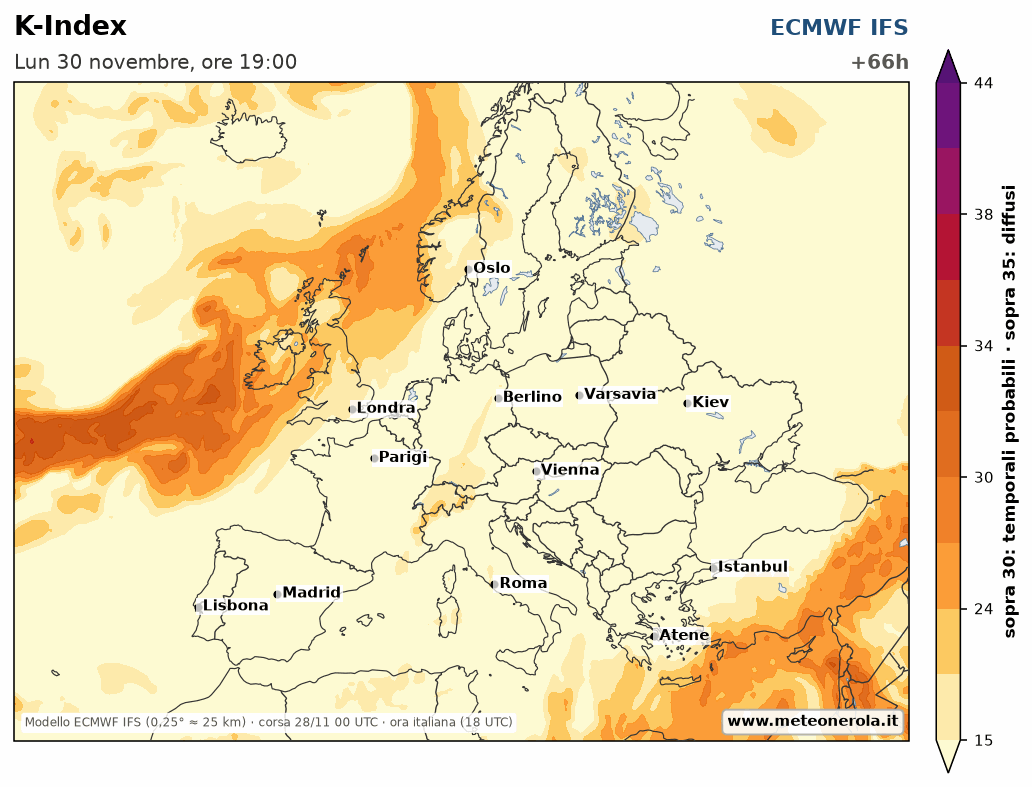 K-Index
ECMWF IFS
Lun 30 novembre, ore 19:00
+66h
44
38
34
30
24
15
sopra 30: temporali probabili · sopra 35: diffusi
Oslo
Berlino
Varsavia
Kiev
Londra
Parigi
Vienna
Istanbul
Roma
Madrid
Lisbona
Atene
Modello ECMWF IFS (0,25° ≈ 25 km) · corsa 28/11 00 UTC · ora italiana (18 UTC)
www.meteonerola.it